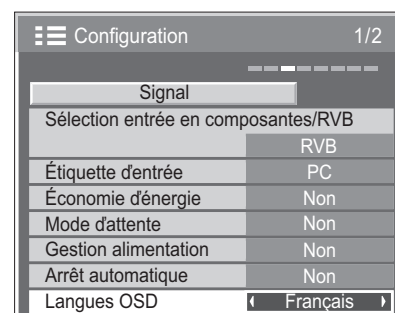 Configuration 1/2
Signal
Sélection entrée en composantes/RVB
RVB
Étiquette d'entrée PC
Économie d'énergie Non
Mode d'attente Non
Gestion alimentation Non
Arrêt automatique Non
Langues OSD Français